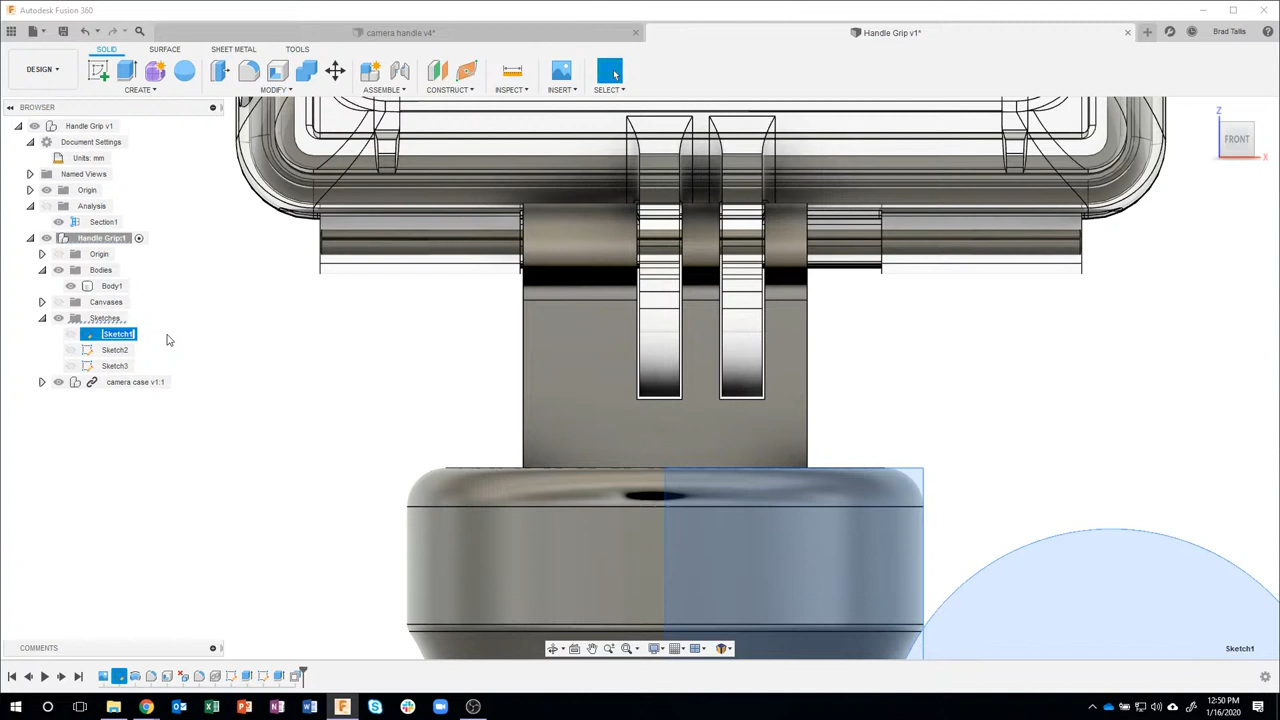 Autodesk Fusion 360
camera handle v4*
Handle Grip v1*
Brad Tallis
DESIGN
SOLID
SURFACE
SHEET METAL
TOOLS
CREATE
MODIFY
ASSEMBLE
CONSTRUCT
INSPECT
INSERT
SELECT
BROWSER
Handle Grip v1
Document Settings
Units: mm
Named Views
Origin
Analysis
Section1
Handle Grip:1
Origin
Bodies
Body1
Canvases
Sketches
Sketch1
Sketch2
Sketch3
camera case v1:1
Z
FRONT
X
COMMENTS
Sketch1
12:50 PM
1/16/2020